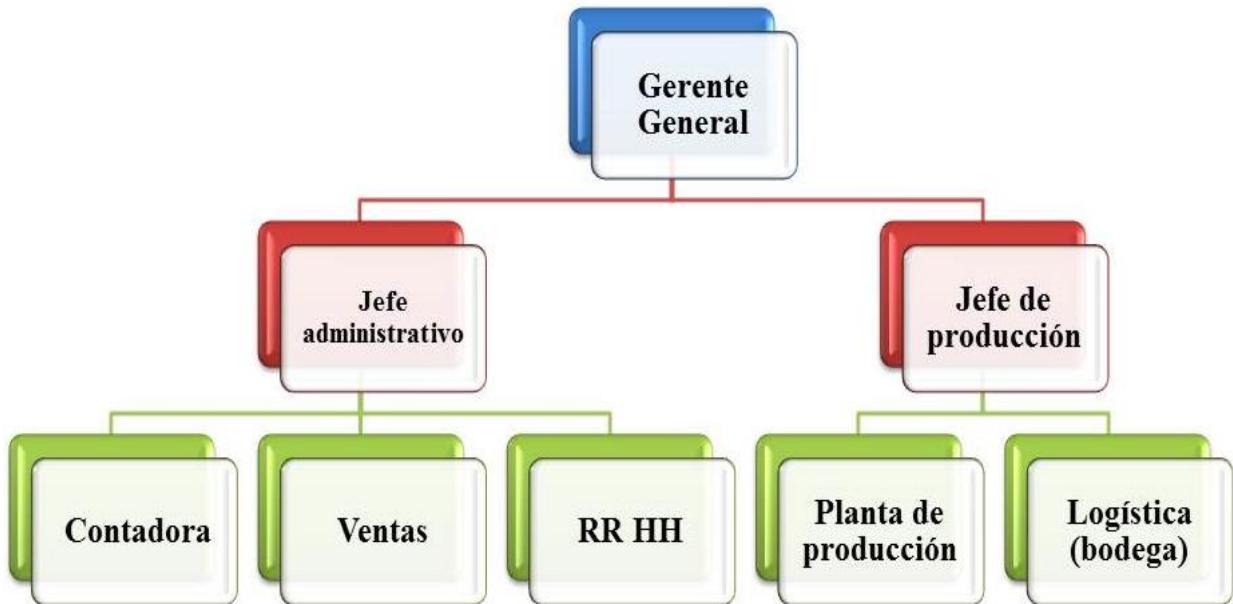 Gerente
General
Jefe
administrativo
Jefe de
producción
Contadora
Ventas
RR HH
Planta de
producción
Logística
(bodega)